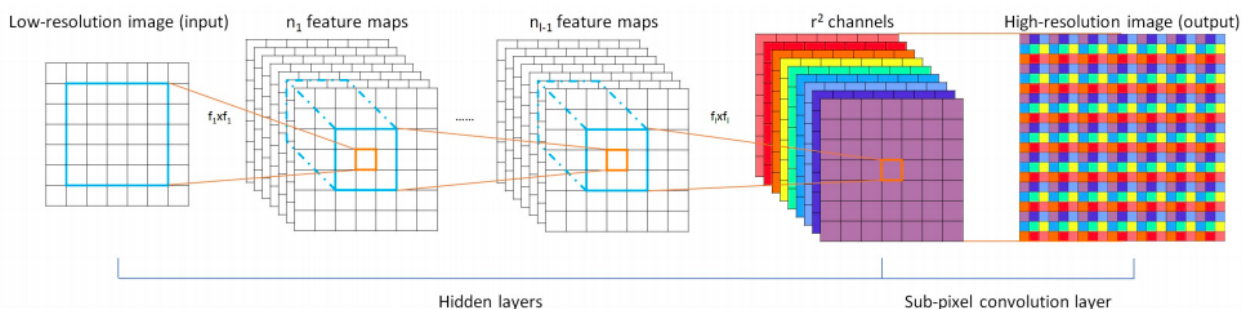 Low-resolution image (input)
n₁ feature maps
nₗ₋₁ feature maps
r² channels
High-resolution image (output)
f₁xf₁
......
fₗxfₗ
Hidden layers
Sub-pixel convolution layer